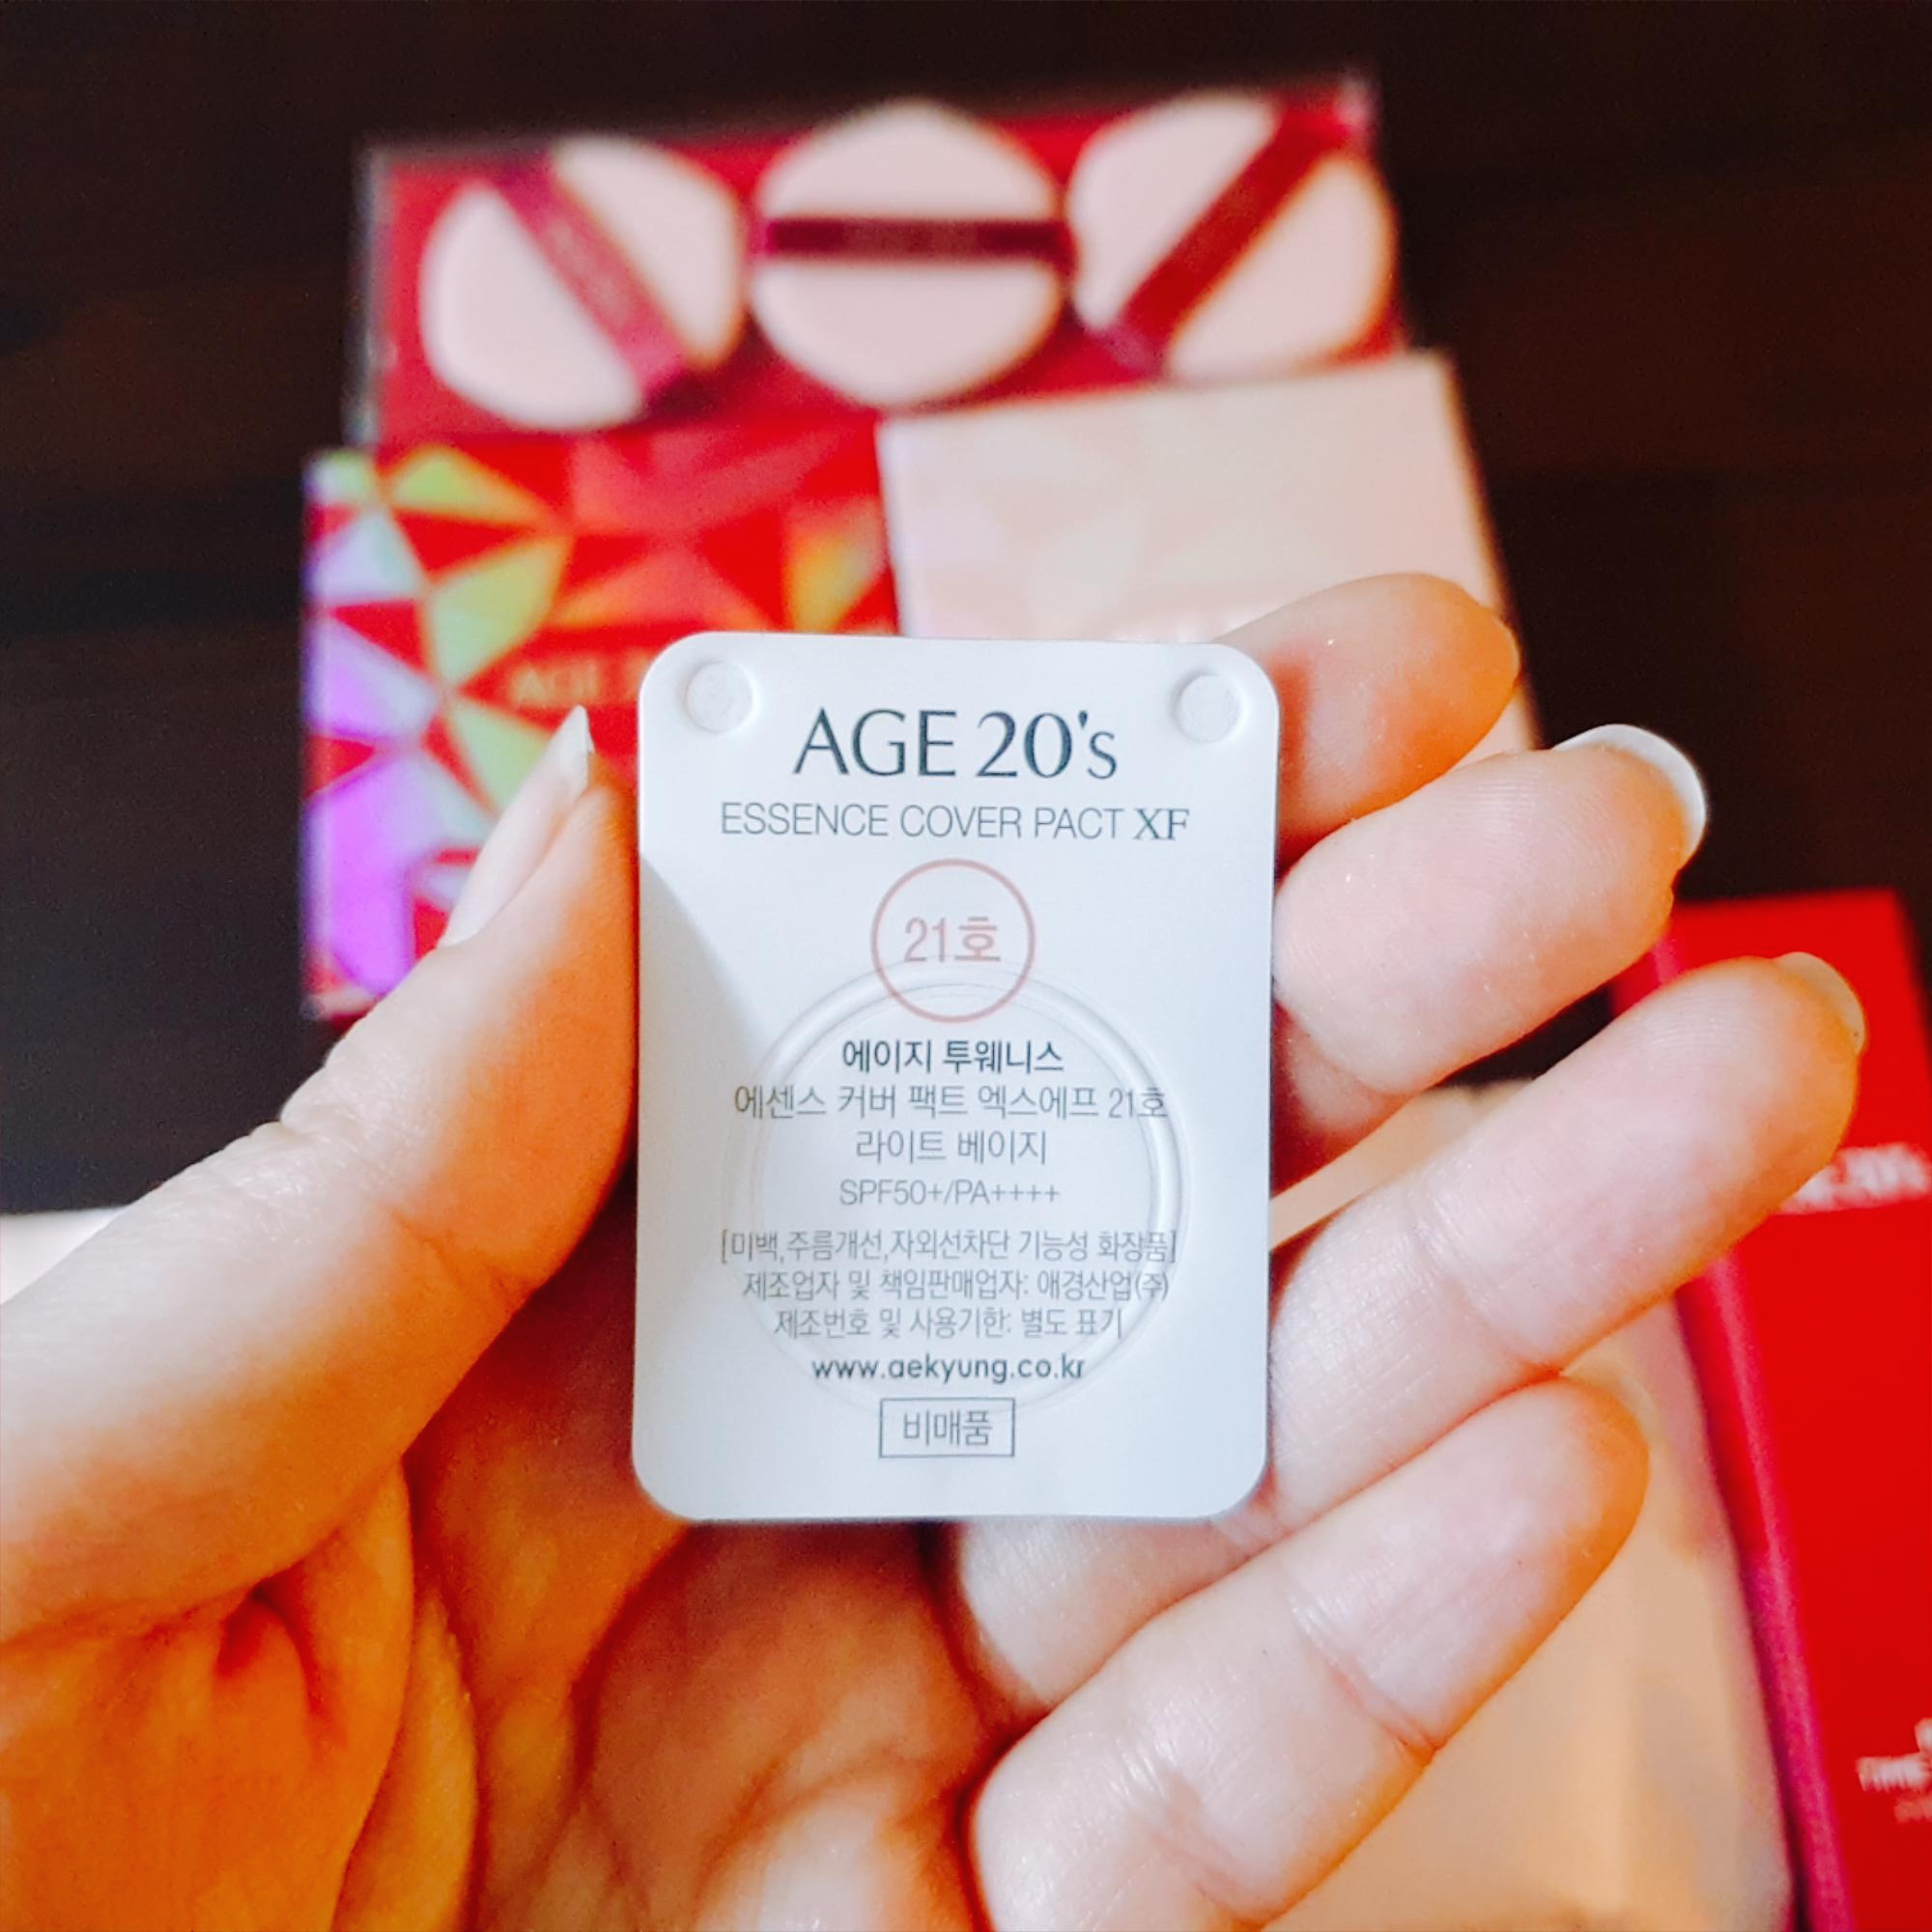 AGE 20's
ESSENCE COVER PACT XF
21호
에이지 투웨니스
에센스 커버 팩트 엑스에프 21호
라이트 베이지
SPF50+/PA++++
[미백,주름개선,자외선차단 기능성 화장품]
제조업자 및 책임판매업자: 애경산업(주)
제조번호 및 사용기한: 별도 표기
www.aekyung.co.kr
비매품